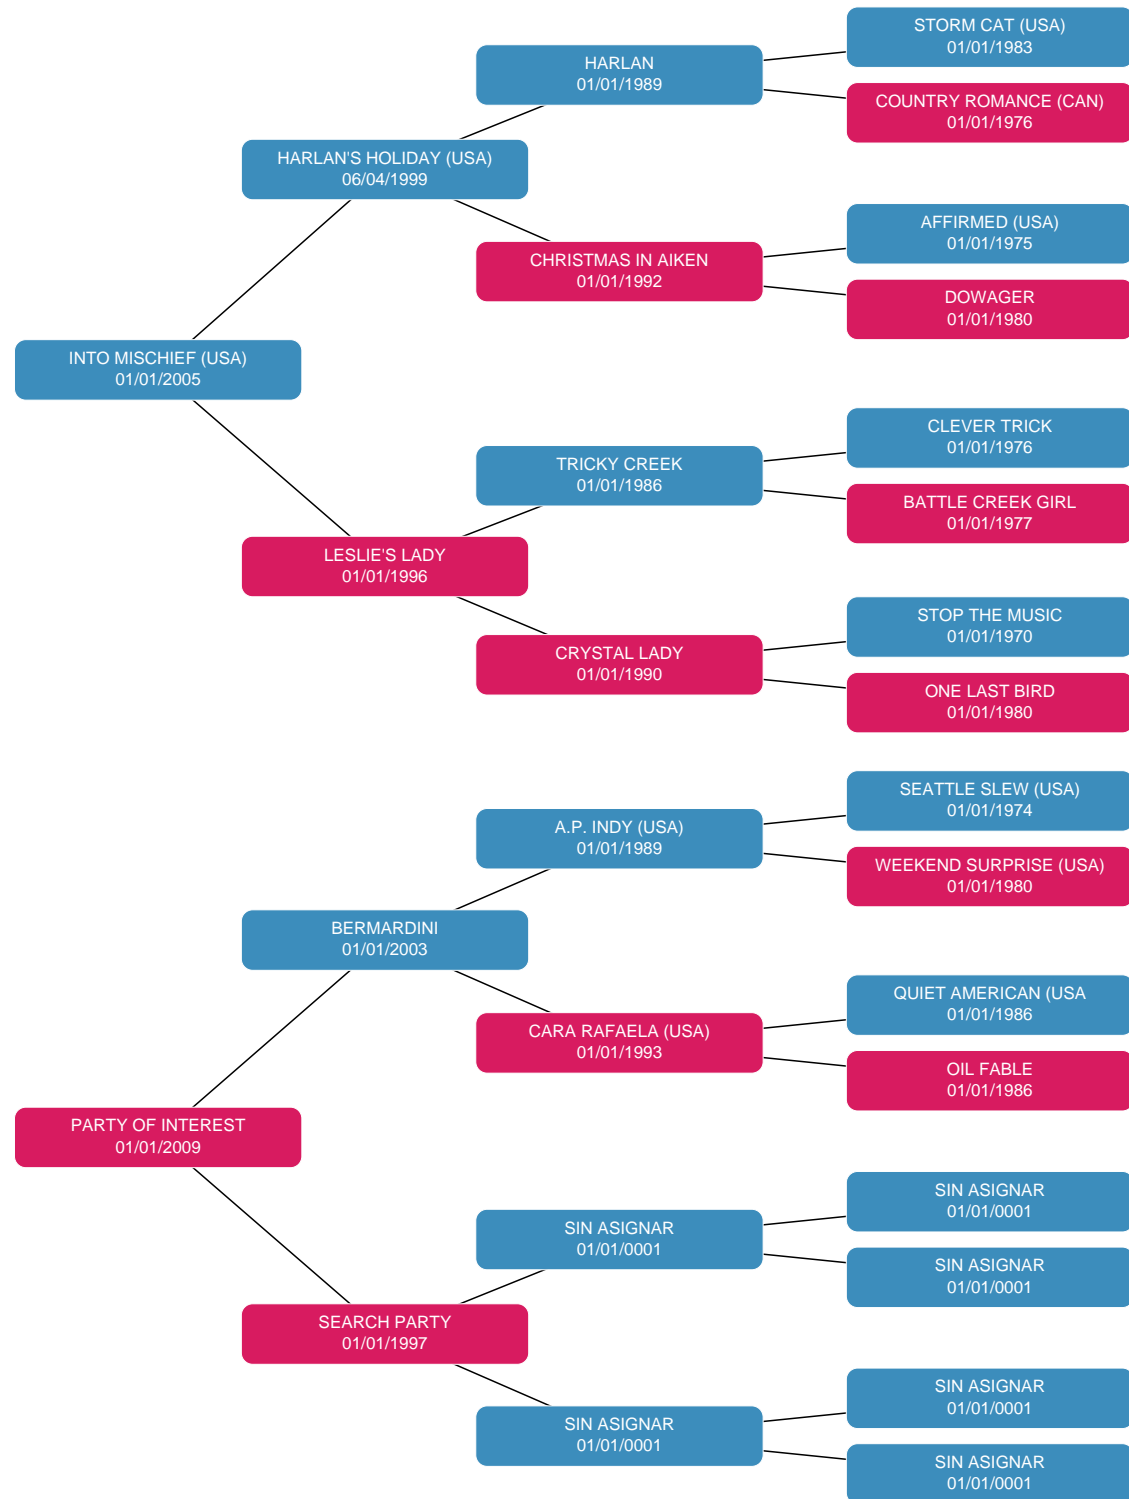 STORM CAT (USA)
01/01/1983
HARLAN
01/01/1989
COUNTRY ROMANCE (CAN)
01/01/1976
HARLAN'S HOLIDAY (USA)
06/04/1999
AFFIRMED (USA)
01/01/1975
CHRISTMAS IN AIKEN
01/01/1992
DOWAGER
01/01/1980
INTO MISCHIEF (USA)
01/01/2005
CLEVER TRICK
01/01/1976
TRICKY CREEK
01/01/1986
BATTLE CREEK GIRL
01/01/1977
LESLIE'S LADY
01/01/1996
STOP THE MUSIC
01/01/1970
CRYSTAL LADY
01/01/1990
ONE LAST BIRD
01/01/1980
SEATTLE SLEW (USA)
01/01/1974
A.P. INDY (USA)
01/01/1989
WEEKEND SURPRISE (USA)
01/01/1980
BERMARDINI
01/01/2003
QUIET AMERICAN (USA
01/01/1986
CARA RAFAELA (USA)
01/01/1993
OIL FABLE
01/01/1986
PARTY OF INTEREST
01/01/2009
SIN ASIGNAR
01/01/0001
SIN ASIGNAR
01/01/0001
SIN ASIGNAR
01/01/0001
SEARCH PARTY
01/01/1997
SIN ASIGNAR
01/01/0001
SIN ASIGNAR
01/01/0001
SIN ASIGNAR
01/01/0001